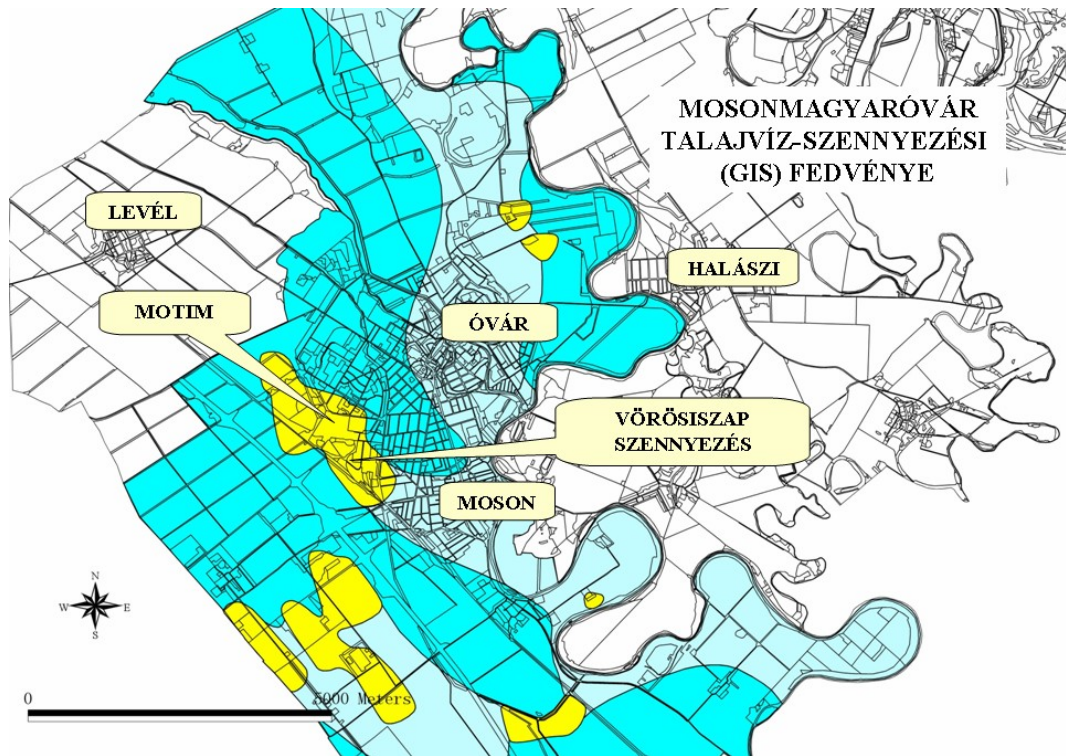 MOSONMAGYARÓVÁR
TALAJVÍZ-SZENNYEZÉSI
(GIS) FEDVÉNYE
LEVÉL
HALÁSZI
MOTIM
ÓVÁR
VÖRÖSISZAP
SZENNYEZÉS
MOSON
N
W E
S
0 5000 Meters